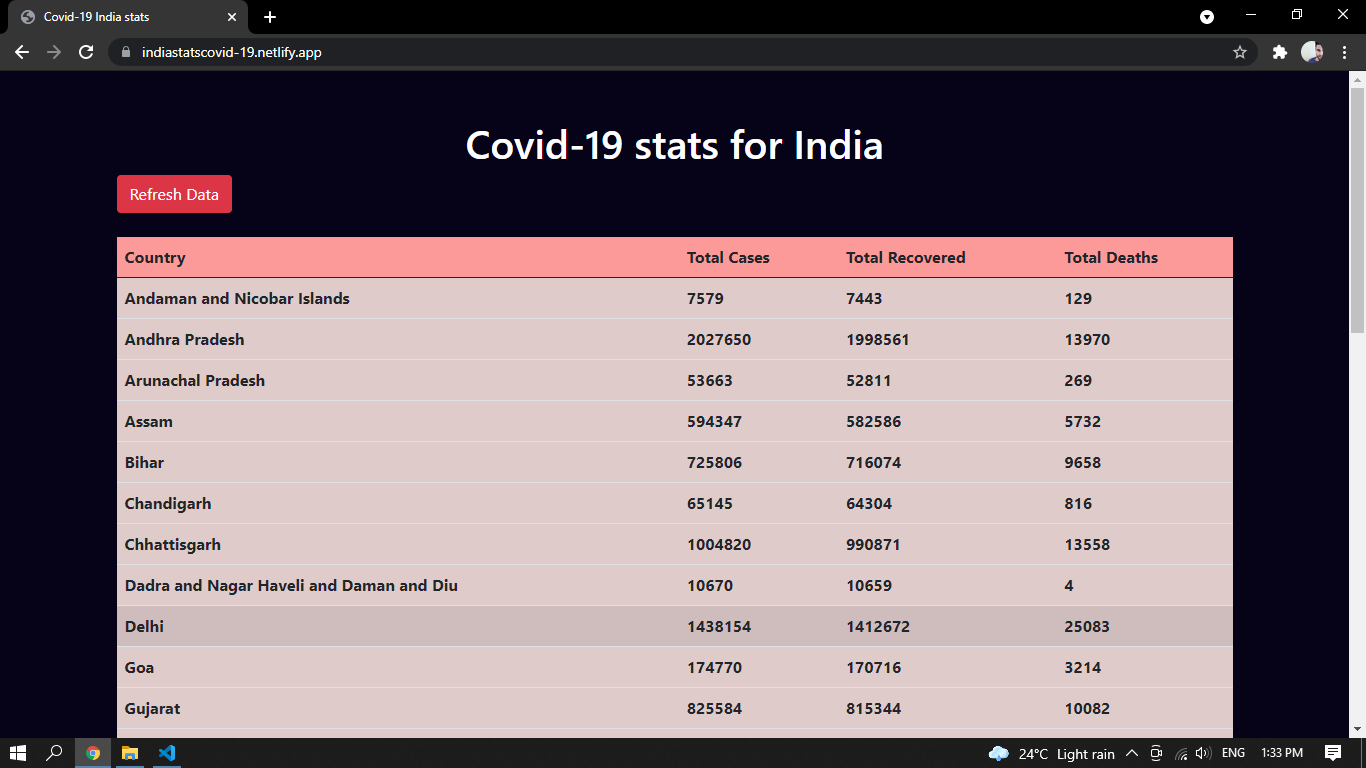 Covid-19 India stats
indiastatscovid-19.netlify.app
Covid-19 stats for India
Refresh Data
Country Total Cases Total Recovered Total Deaths
Andaman and Nicobar Islands 7579 7443 129
Andhra Pradesh 2027650 1998561 13970
Arunachal Pradesh 53663 52811 269
Assam 594347 582586 5732
Bihar 725806 716074 9658
Chandigarh 65145 64304 816
Chhattisgarh 1004820 990871 13558
Dadra and Nagar Haveli and Daman and Diu 10670 10659 4
Delhi 1438154 1412672 25083
Goa 174770 170716 3214
Gujarat 825584 815344 10082
24°C Light rain ENG 1:33 PM